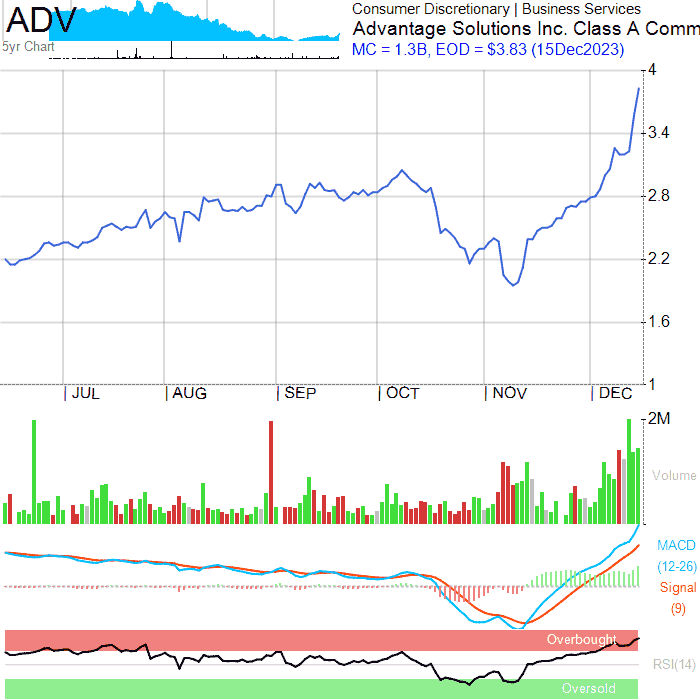 ADV
5yr Chart
Consumer Discretionary | Business Services
Advantage Solutions Inc. Class A Comm
MC = 1.3B, EOD = $3.83 (15Dec2023)
4
3.4
2.8
2.2
1.6
1
JUL AUG SEP OCT NOV DEC
2M
Volume
MACD
(12-26)
Signal
(9)
Overbought
RSI(14)
Oversold